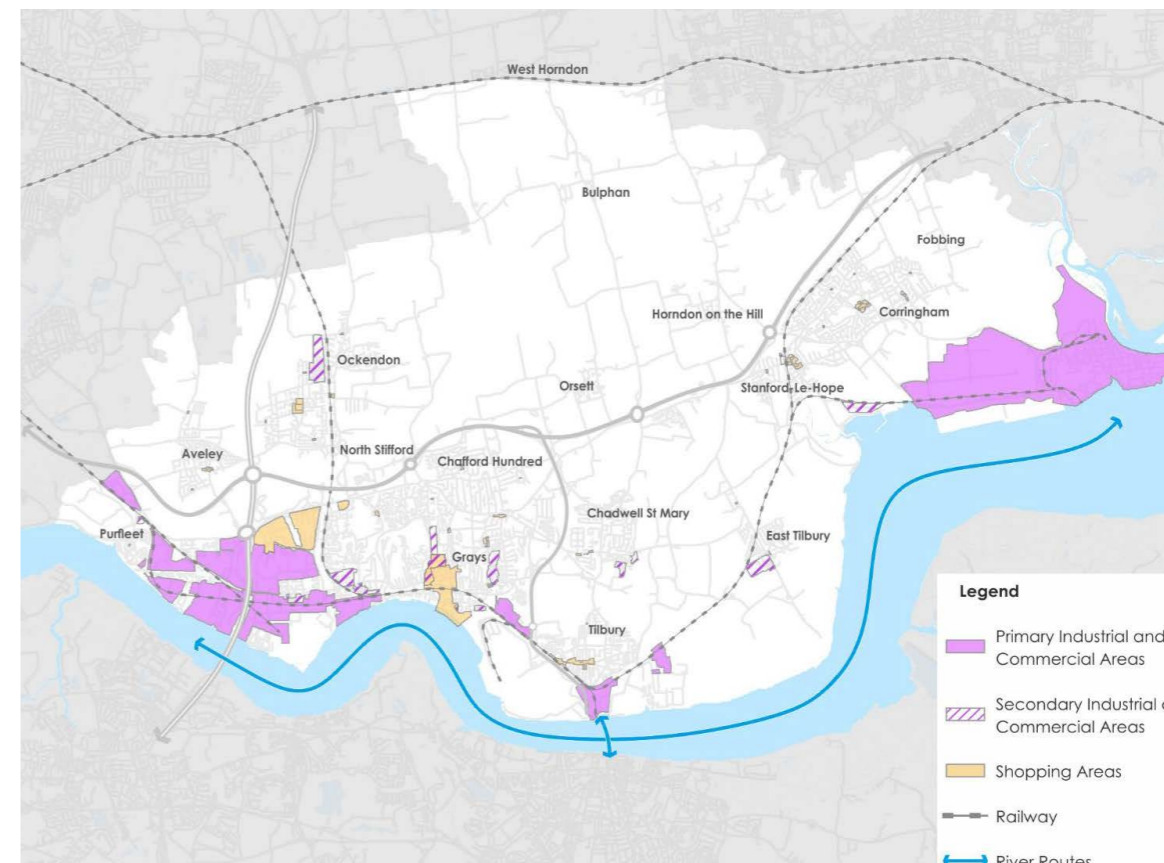 West Horndon
Bulphan
Fobbing
Horndon on the Hill
Corringham
Ockendon
Orsett
Stanford-Le-Hope
North Stifford
Aveley
Chafford Hundred
Chadwell St Mary
Purfleet
East Tilbury
Grays
Tilbury
Legend
Primary Industrial and
Commercial Areas
Secondary Industrial
Commercial Areas
Shopping Areas
Railway
River Routes